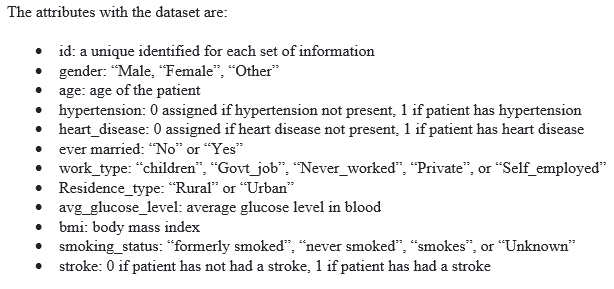 The attributes with the dataset are:
• id: a unique identified for each set of information
• gender: “Male, “Female”, “Other”
• age: age of the patient
• hypertension: 0 assigned if hypertension not present, 1 if patient has hypertension
• heart_disease: 0 assigned if heart disease not present, 1 if patient has heart disease
• ever married: “No” or “Yes”
• work_type: “children”, “Govt_job”, “Never_worked”, “Private”, or “Self_employed”
• Residence_type: “Rural” or “Urban”
• avg_glucose_level: average glucose level in blood
• bmi: body mass index
• smoking_status: “formerly smoked”, “never smoked”, “smokes”, or “Unknown”
• stroke: 0 if patient has not had a stroke, 1 if patient has had a stroke